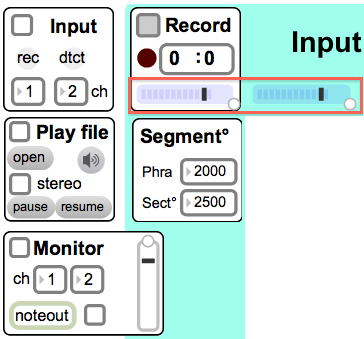 Input
rec dtct
1 2 ch
Record
0 :0
Input
Play file
open
stereo
pause resume
Segment°
Phra 2000
Sect° 2500
Monitor
ch 1 2
noteout